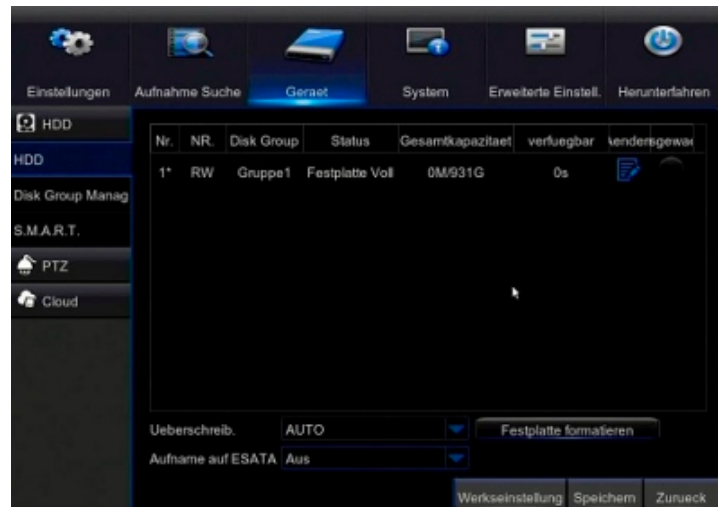 Einstellungen Aufnahme Suche Geraet System Erweiterte Einstell. Herunterfahren
HDD
HDD
Disk Group Manag
S.M.A.R.T.
PTZ
Cloud
Nr. NR. Disk Group Status Gesamtkapazitaet verfuegbar
1* RW Gruppe1 Festplatte Voll 0M/931G 0s
Ueberschreib. AUTO Festplatte formatieren
Aufname auf ESATA Aus
Werkseinstellung Speichern Zurueck